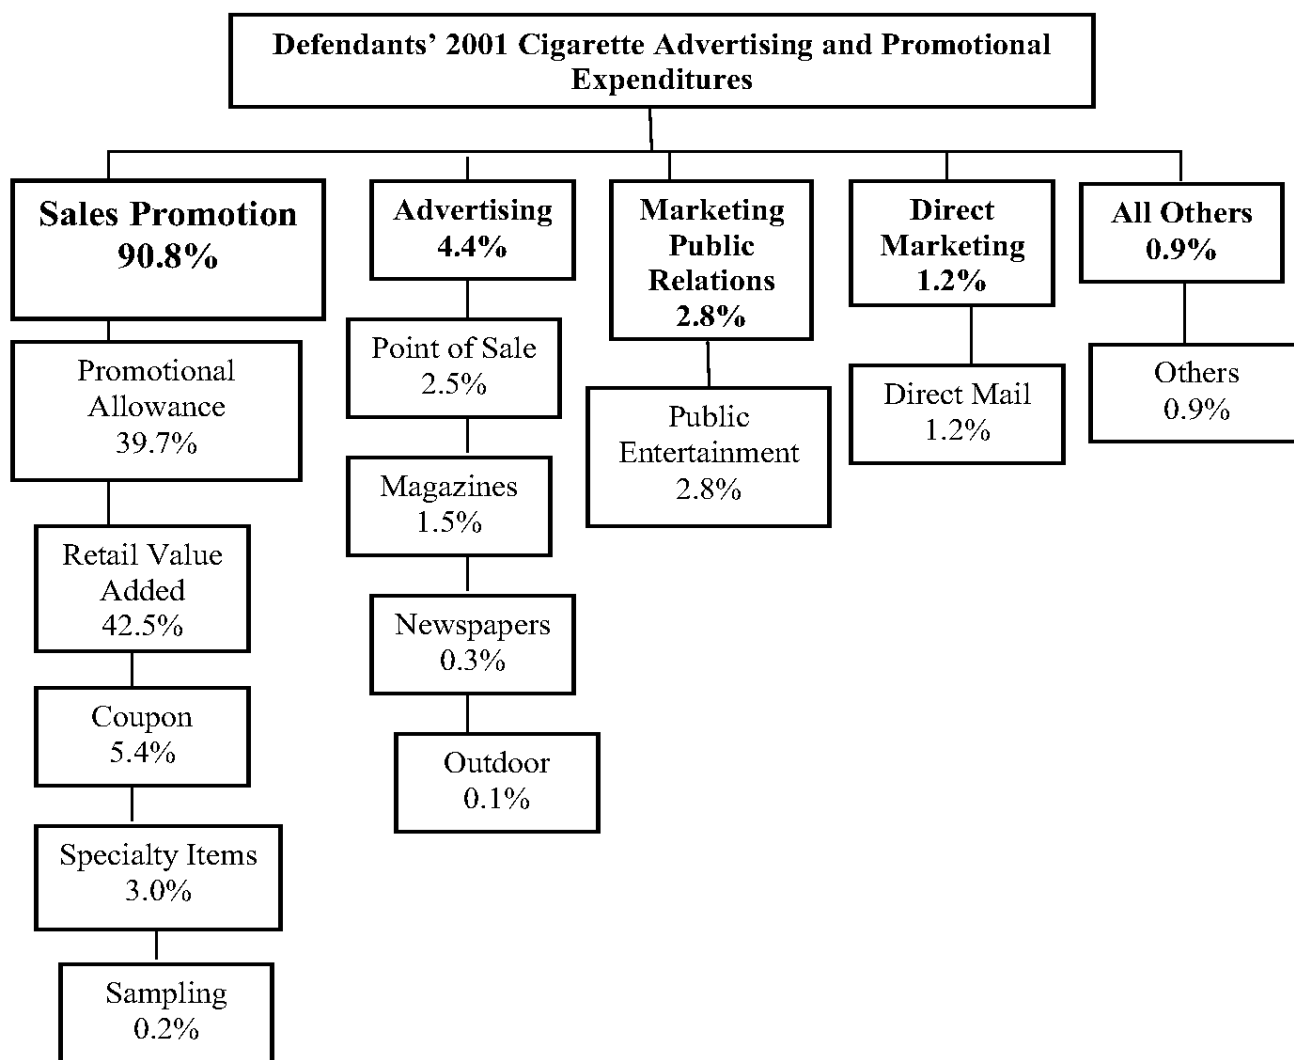 Defendants’ 2001 Cigarette Advertising and Promotional
Expenditures
Sales Promotion
90.8%
Promotional
Allowance
39.7%
Retail Value
Added
42.5%
Coupon
5.4%
Specialty Items
3.0%
Sampling
0.2%
Advertising
4.4%
Point of Sale
2.5%
Magazines
1.5%
Newspapers
0.3%
Outdoor
0.1%
Marketing
Public
Relations
2.8%
Public
Entertainment
2.8%
Direct
Marketing
1.2%
Direct Mail
1.2%
All Others
0.9%
Others
0.9%